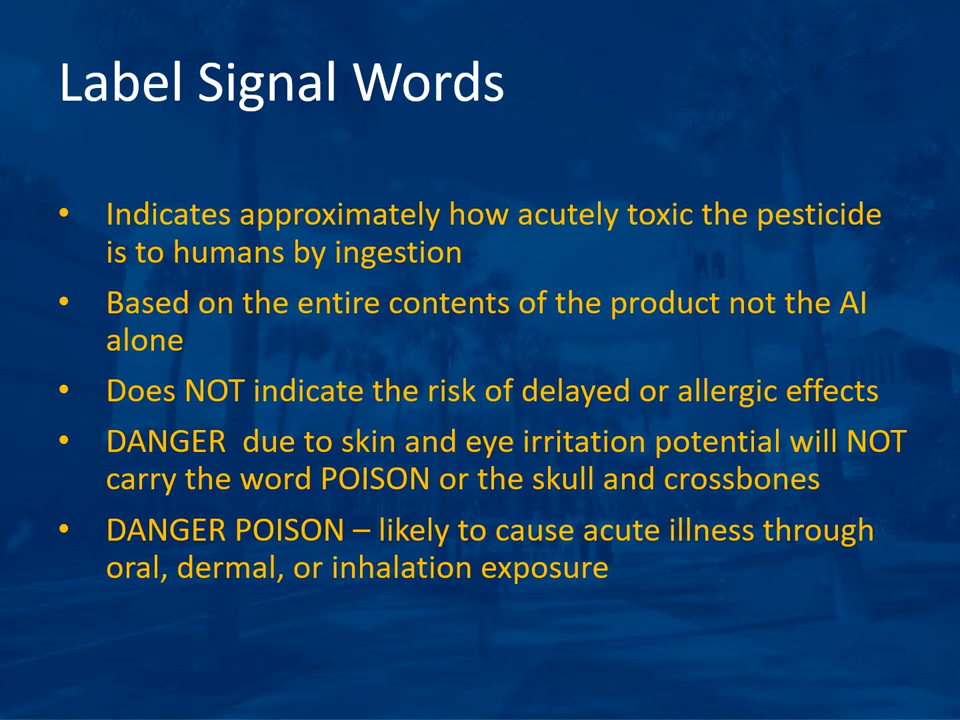 Label Signal Words
• Indicates approximately how acutely toxic the pesticide
is to humans by ingestion
• Based on the entire contents of the product not the AI
alone
• Does NOT indicate the risk of delayed or allergic effects
• DANGER  due to skin and eye irritation potential will NOT
carry the word POISON or the skull and crossbones
• DANGER POISON – likely to cause acute illness through
oral, dermal, or inhalation exposure